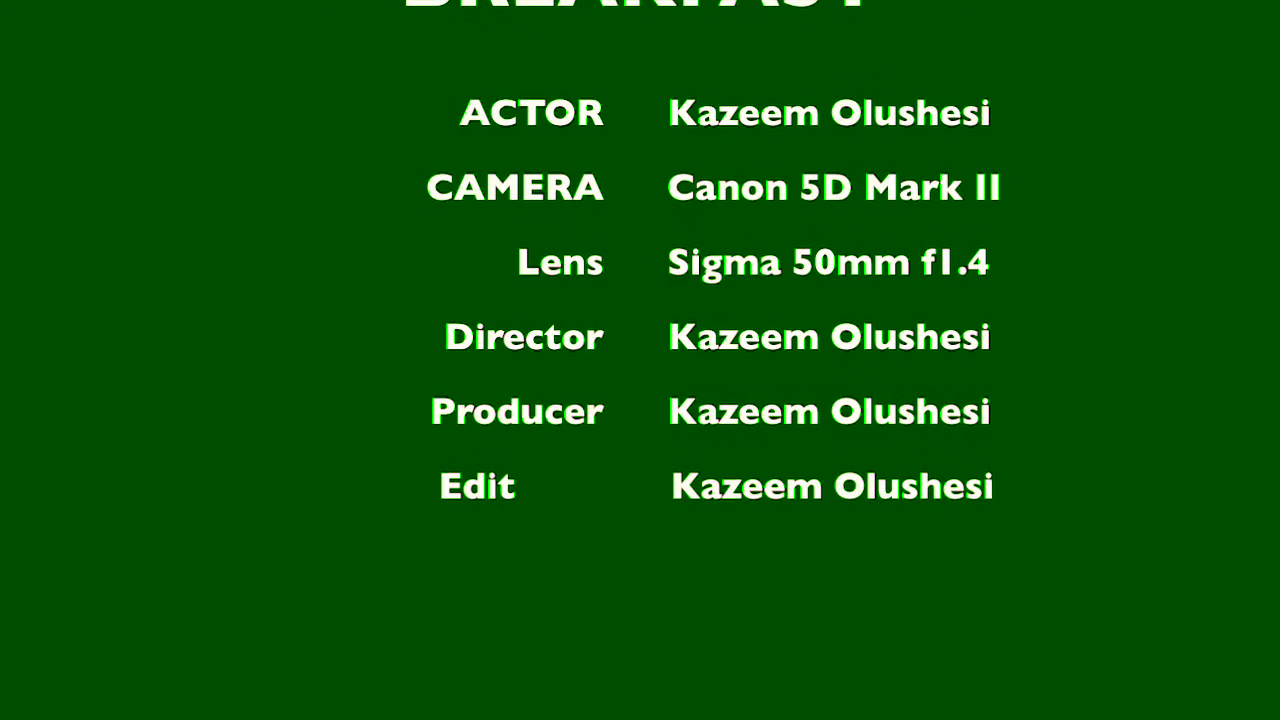 BREAKFAST
ACTOR Kazeem Olushesi
CAMERA Canon 5D Mark II
Lens Sigma 50mm f1.4
Director Kazeem Olushesi
Producer Kazeem Olushesi
Edit Kazeem Olushesi